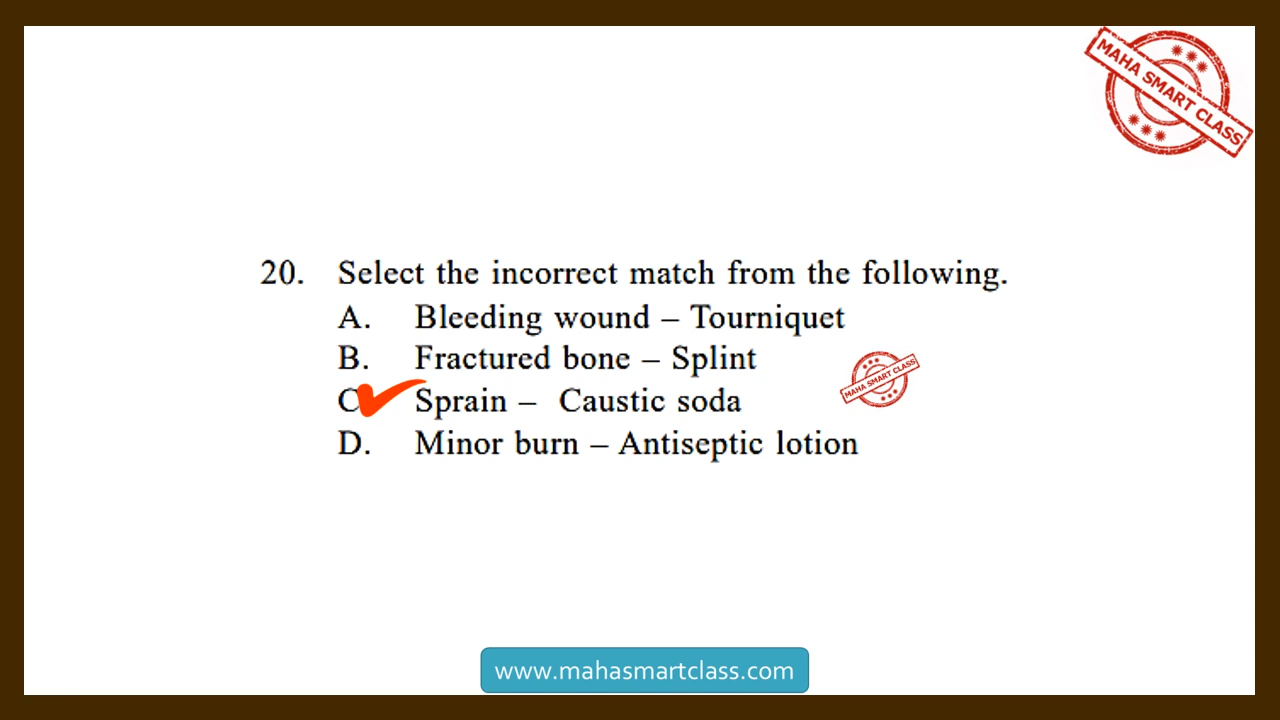 MAHA SMART CLASS
20. Select the incorrect match from the following.
A. Bleeding wound – Tourniquet
B. Fractured bone – Splint
MAHA SMART CLASS
C Sprain – Caustic soda
D. Minor burn – Antiseptic lotion
www.mahasmartclass.com